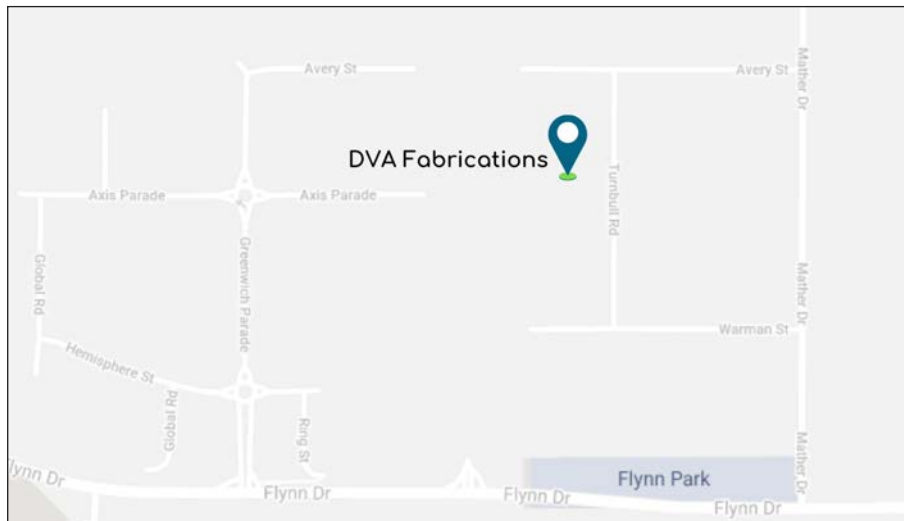 Avery St
Avery St
Mather Dr
DVA Fabrications
Turnbull Rd
Axis Parade
Axis Parade
Global Rd
Greenwich Parade
Mather Dr
Warman St
Hemisphere St
Global Rd
Ring St
Mather Dr
Flynn Dr
Flynn Park
Flynn Dr
Flynn Dr
Flynn Dr